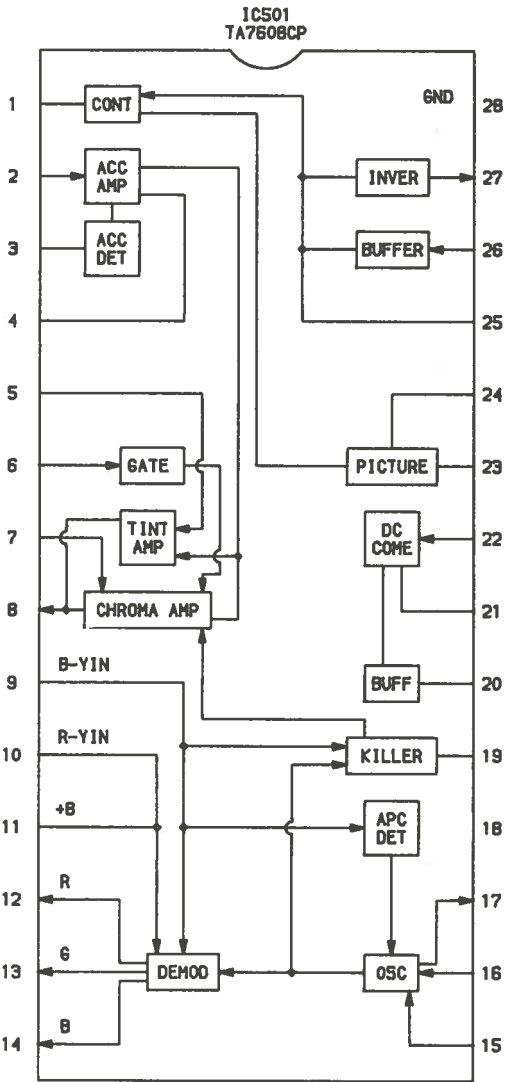 IC501
TA7608CP
GND
1
CONT
28
2
ACC
AMP
INVER
27
3
ACC
DET
BUFFER
26
4
25
5
24
6
GATE
PICTURE
23
7
TINT
AMP
DC
COME
22
8
CHROMA AMP
21
9
B-YIN
BUFF
20
10
R-YIN
KILLER
19
11
+B
APC
DET
18
12
R
17
13
G
DEMOD
OSC
16
14
B
15